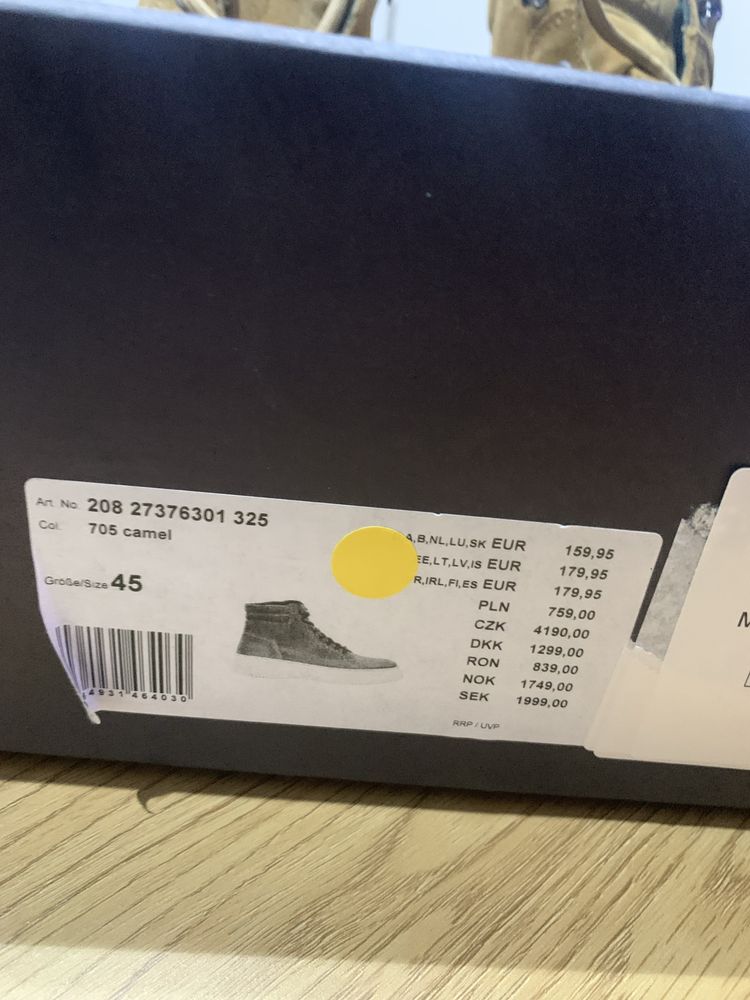 Art. No. 208 27376301 325
Col. 705 camel
Größe/Size 45
4931 464030
A,B,NL,LU,SK EUR 159,95
EE,LT,LV,IS EUR 179,95
R,IRL,FI,ES EUR 179,95
PLN 759,00
CZK 4190,00
DKK 1299,00
RON 839,00
NOK 1749,00
SEK 1999,00
RRP / UVP
M